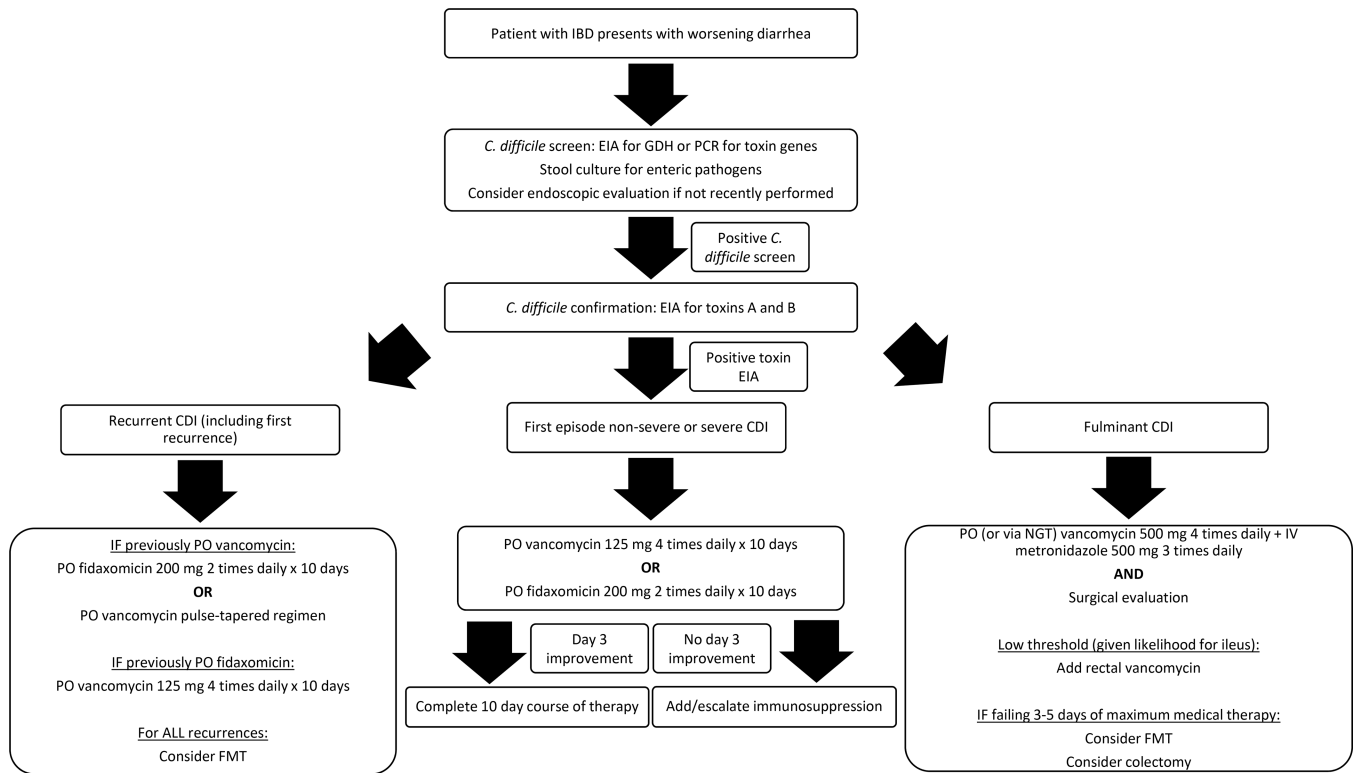 Patient with IBD presents with worsening diarrhea
C. difficile screen: EIA for GDH or PCR for toxin genes
Stool culture for enteric pathogens
Consider endoscopic evaluation if not recently performed
Positive C.
difficile screen
C. difficile confirmation: EIA for toxins A and B
Positive toxin
EIA
Recurrent CDI (including first
recurrence)
First episode non-severe or severe CDI
Fulminant CDI
IF previously PO vancomycin:
PO fidaxomicin 200 mg 2 times daily x 10 days
OR
PO vancomycin pulse-tapered regimen
IF previously PO fidaxomicin:
PO vancomycin 125 mg 4 times daily x 10 days
For ALL recurrences:
Consider FMT
PO vancomycin 125 mg 4 times daily x 10 days
OR
PO fidaxomicin 200 mg 2 times daily x 10 days
Day 3
improvement
No day 3
improvement
Complete 10 day course of therapy
Add/escalate immunosuppression
PO (or via NGT) vancomycin 500 mg 4 times daily + IV
metronidazole 500 mg 3 times daily
AND
Surgical evaluation
Low threshold (given likelihood for ileus):
Add rectal vancomycin
IF failing 3-5 days of maximum medical therapy:
Consider FMT
Consider colectomy